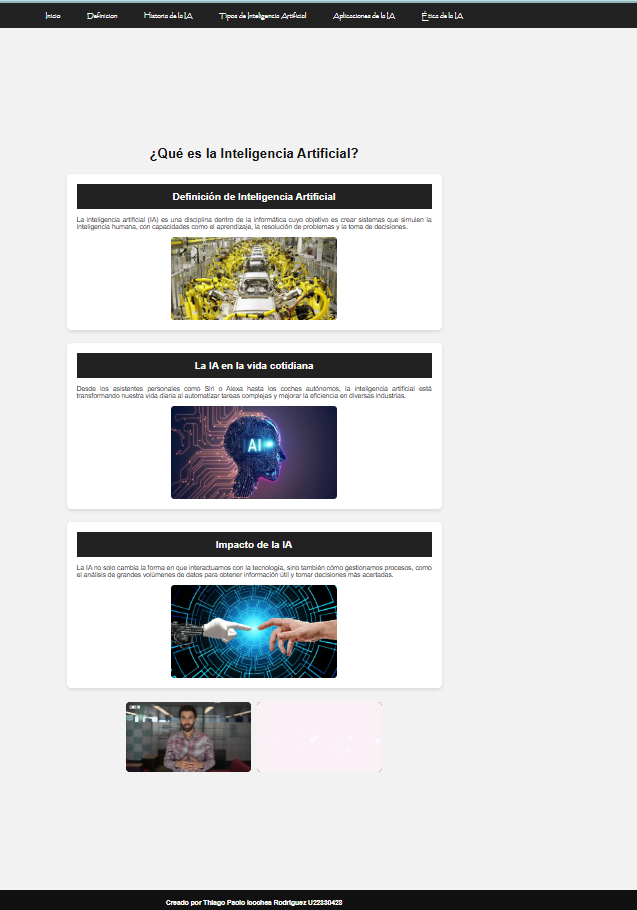 Inicio Definicion Historia de la IA Tipos de Inteligencia Artificial Aplicaciones de la IA Ética de la IA
¿Qué es la Inteligencia Artificial?
Definición de Inteligencia Artificial
La inteligencia artificial (IA) es una disciplina dentro de la informática cuyo objetivo es crear sistemas que simulen la
inteligencia humana, con capacidades como el aprendizaje, la resolución de problemas y la toma de decisiones.
La IA en la vida cotidiana
Desde los asistentes personales como Siri o Alexa hasta los coches autónomos, la inteligencia artificial está
transformando nuestra vida diaria al automatizar tareas complejas y mejorar la eficiencia en diversas industrias.
AI
Impacto de la IA
La IA no solo cambia la forma en que interactuamos con la tecnología, sino también cómo gestionamos procesos, como
el análisis de grandes volúmenes de datos para obtener información útil y tomar decisiones más acertadas.
Creado por Thiago Paolo Rodriguez U22330428